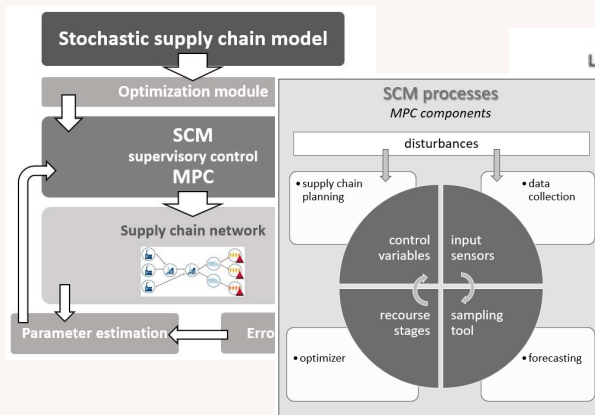 Stochastic supply chain model
Optimization module
SCM
supervisory control
MPC
Supply chain network
Parameter estimation
SCM processes
MPC components
disturbances
• supply chain
planning
• data
collection
control
variables
input
sensors
recourse
stages
sampling
tool
• optimizer
• forecasting